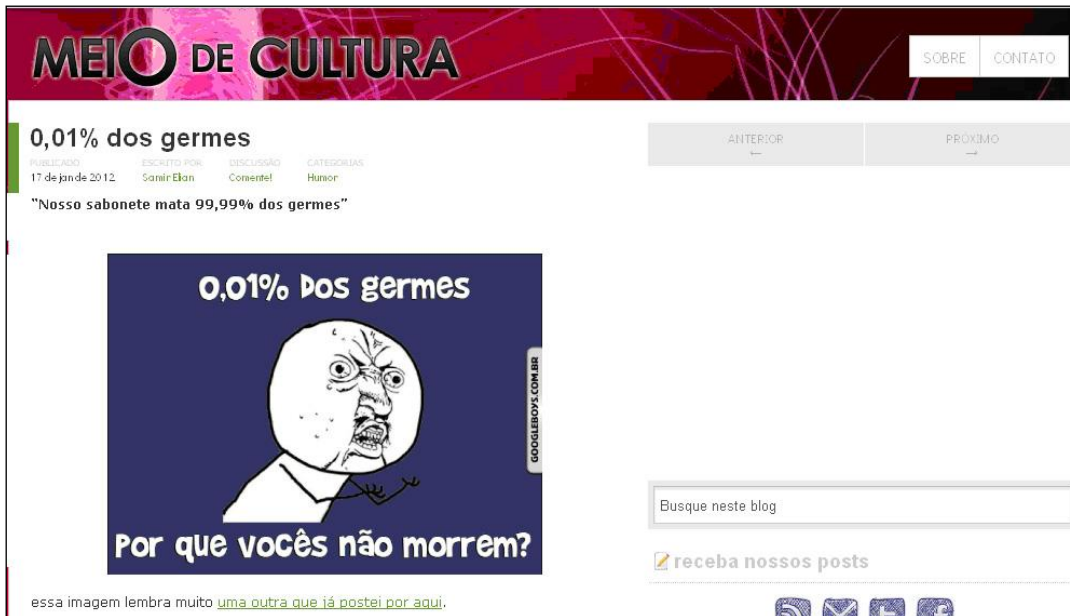 MEIO DE CULTURA
SOBRE CONTATO
0,01% dos germes
PUBLICADO ESCRITO POR DISCUSSÃO CATEGORIAS
17 de jan de 2012 Samir Elian Comente! Humor
"Nosso sabonete mata 99,99% dos germes"
0,01% Dos germes
GOOGLEBOYS.COM.BR
Por que vocês não morrem?
essa imagem lembra muito uma outra que já postei por aqui.
ANTERIOR PRÓXIMO
← →
Busque neste blog
receba nossos posts